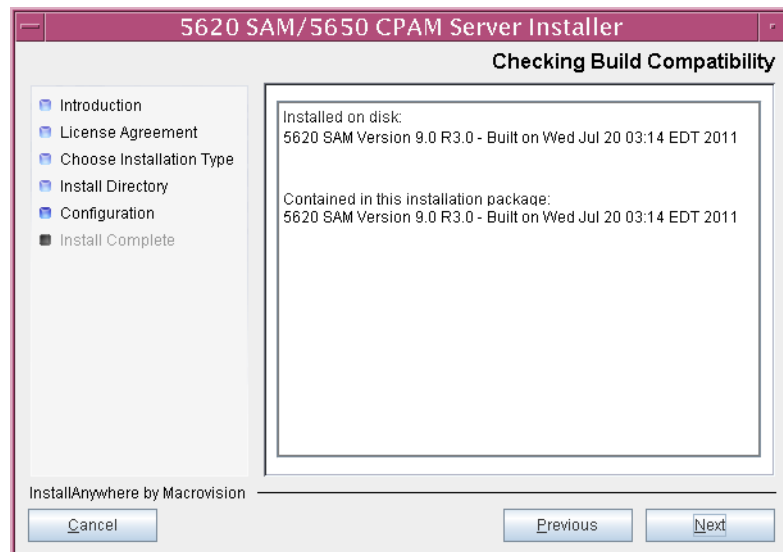 5620 SAM/5650 CPAM Server Installer
Checking Build Compatibility
Introduction
License Agreement
Choose Installation Type
Install Directory
Configuration
Install Complete
Installed on disk:
5620 SAM Version 9.0 R3.0 - Built on Wed Jul 20 03:14 EDT 2011
Contained in this installation package:
5620 SAM Version 9.0 R3.0 - Built on Wed Jul 20 03:14 EDT 2011
InstallAnywhere by Macrovision
Cancel
Previous
Next